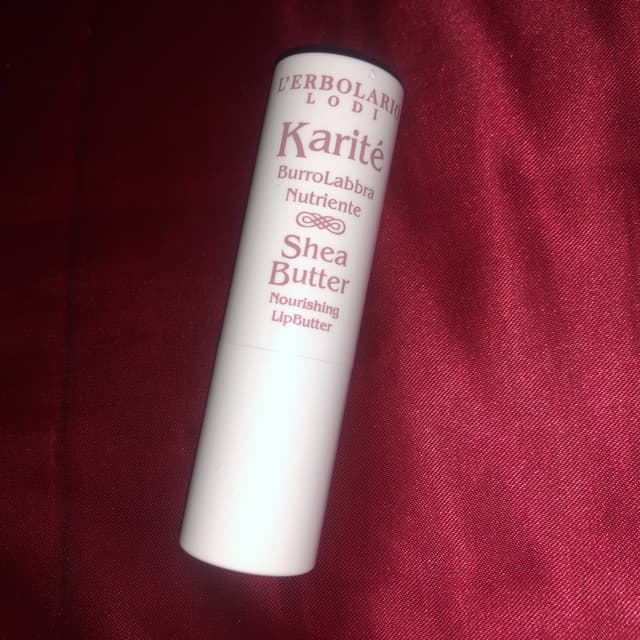 L'ERBOLARIO
LODI
Karité
BurroLabbra
Nutriente
Shea
Butter
Nourishing
LipButter